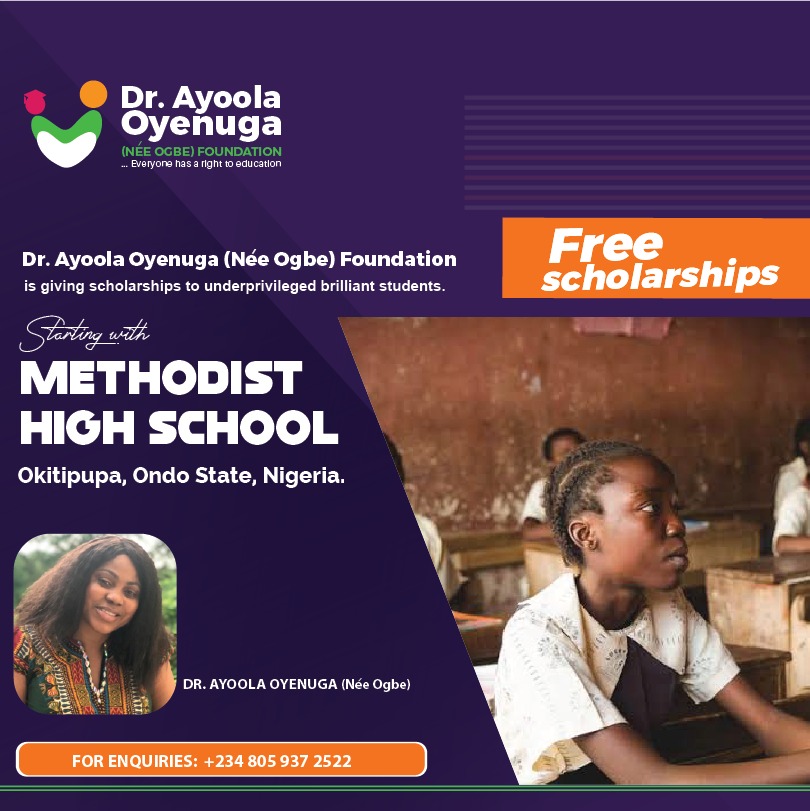 Dr. Ayoola
Oyenuga
(NÉE OGBE) FOUNDATION
... Everyone has a right to education
Free
scholarships
Dr. Ayoola Oyenuga (Née Ogbe) Foundation
is giving scholarships to underprivileged brilliant students.
Starting with
METHODIST
HIGH SCHOOL
Okitipupa, Ondo State, Nigeria.
DR. AYOOLA OYENUGA (Née Ogbe)
FOR ENQUIRIES: +234 805 937 2522